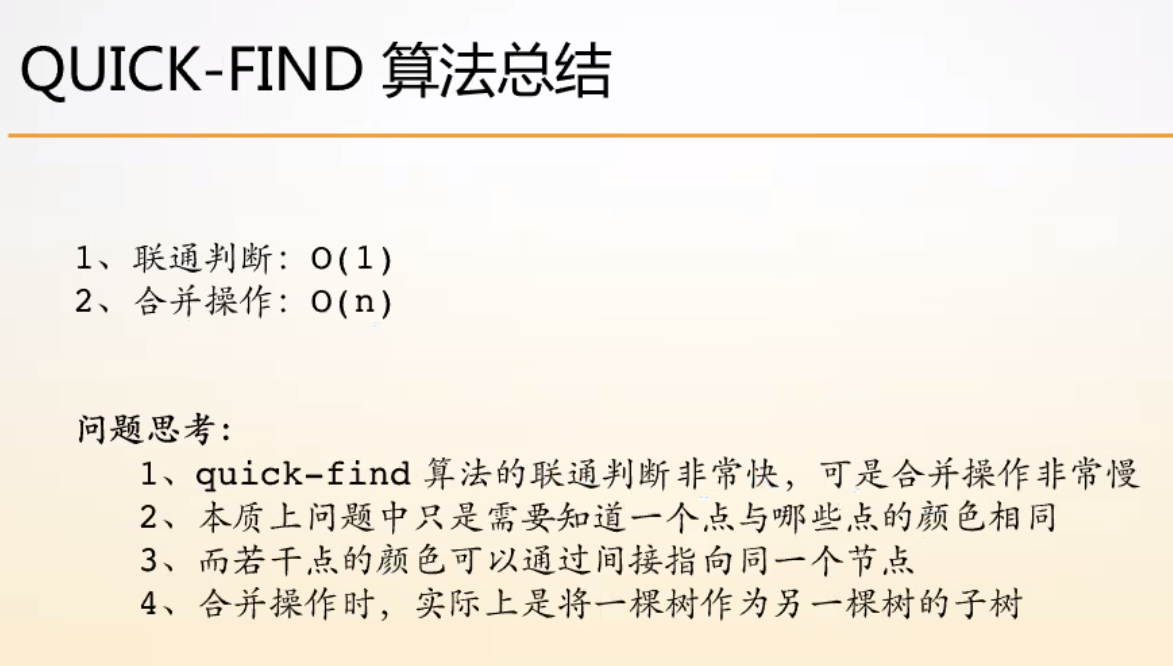 QUICK-FIND 算法总结
1、联通判断：O(1)
2、合并操作：O(n)
问题思考：
1、quick-find 算法的联通判断非常快，可是合并操作非常慢
2、本质上问题中只是需要知道一个点与哪些点的颜色相同
3、而若干点的颜色可以通过间接指向同一个节点
4、合并操作时，实际上是将一棵树作为另一棵树的子树